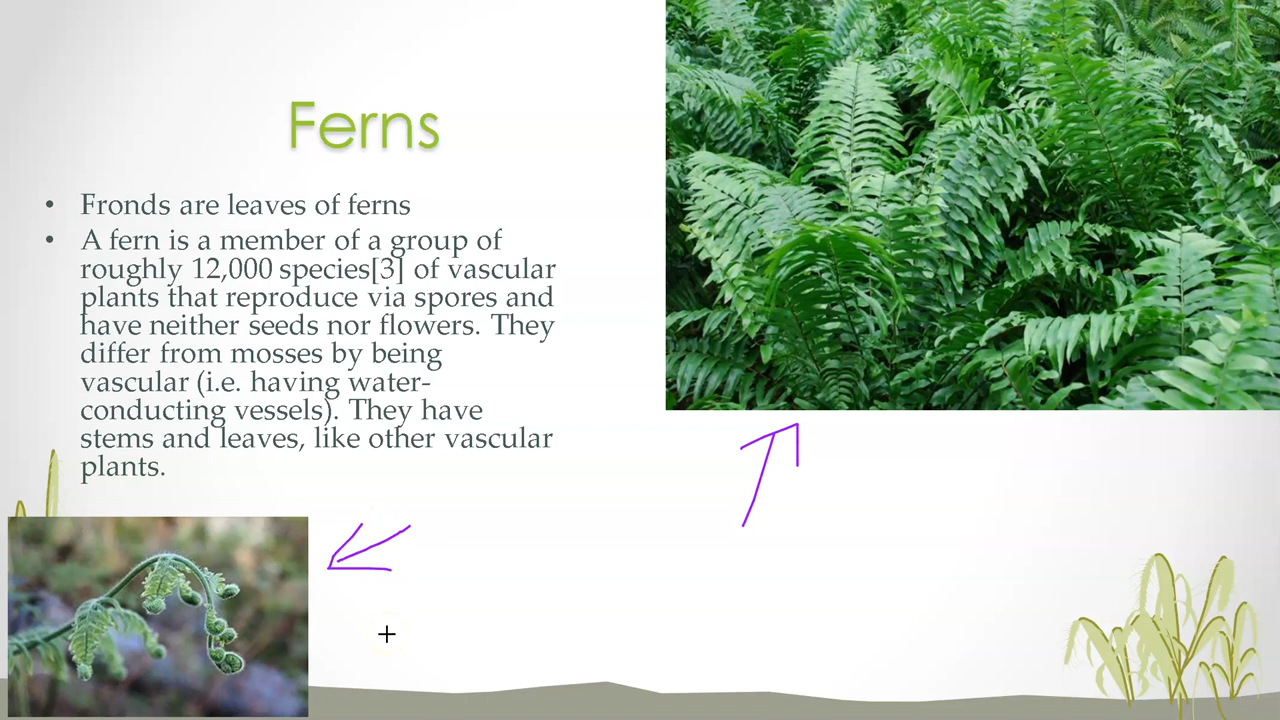 Ferns
• Fronds are leaves of ferns
• A fern is a member of a group of
roughly 12,000 species[3] of vascular
plants that reproduce via spores and
have neither seeds nor flowers. They
differ from mosses by being
vascular (i.e. having water-
conducting vessels). They have
stems and leaves, like other vascular
plants.